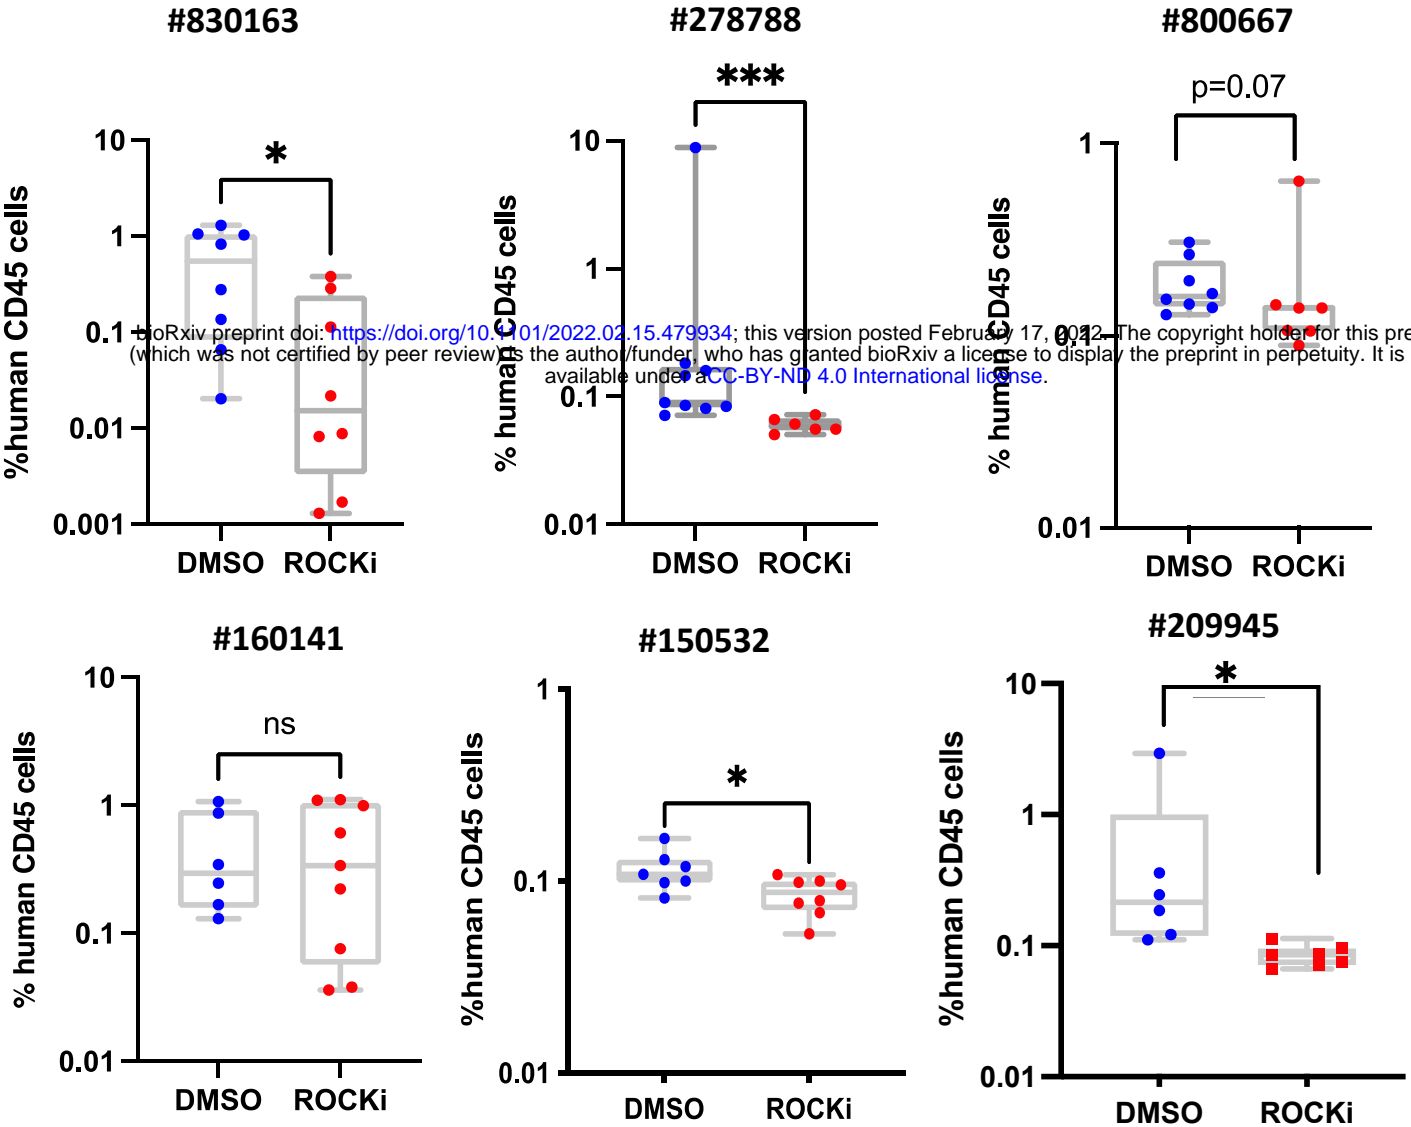 #830163
#278788
#800667
*
***
p=0.07
%human CD45 cells
10
1
0.1
0.01
0.001
DMSO ROCKi
% human CD45 cells
10
1
0.1
0.01
DMSO ROCKi
% human CD45 cells
1
0.1
0.01
DMSO ROCKi
bioRxiv preprint doi: https://doi.org/10.1101/2022.02.15.479934; this version posted February 17, 2022. The copyright holder for this pre
(which was not certified by peer review) is the author/funder, who has granted bioRxiv a license to display the preprint in perpetuity. It is
available under aCC-BY-ND 4.0 International license.
#160141
#150532
#209945
ns
*
*
% human CD45 cells
10
1
0.1
0.01
DMSO ROCKi
%human CD45 cells
1
0.1
0.01
DMSO ROCKi
%human CD45 cells
10
1
0.1
0.01
DMSO ROCKi